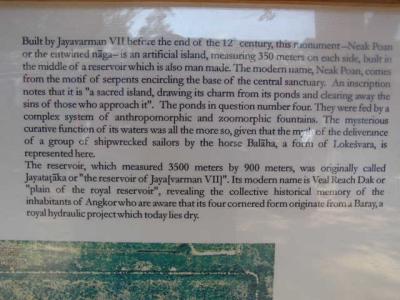 Built by Jayavarman VII before the end of the 12th century, this monument–Neak Poan
or the entwined nāga– is an artificial island, measuring 350 meters on each side, built in
the middle of a reservoir which is also man made. The modern name, Neak Poan, comes
from the motif of serpents encircling the base of the central sanctuary. An inscription
notes that it is "a sacred island, drawing its charm from its ponds and clearing away the
sins of those who approach it". The ponds in question number four. They were fed by a
complex system of anthropomorphic and zoomorphic fountains. The mysterious
curative function of its waters was all the more so, given that the myth of the deliverance
of a group of shipwrecked sailors by the horse Balāha, a form of Lokeśvara, is
represented here.
The reservoir, which measured 3500 meters by 900 meters, was originally called
Jayataṭāka or "the reservoir of Jaya[varman VII]". Its modern name is Veal Reach Dak or
"plain of the royal reservoir", revealing the collective historical memory of the
inhabitants of Angkor who are aware that its four cornered form originate from a Baray, a
royal hydraulic project which today lies dry.